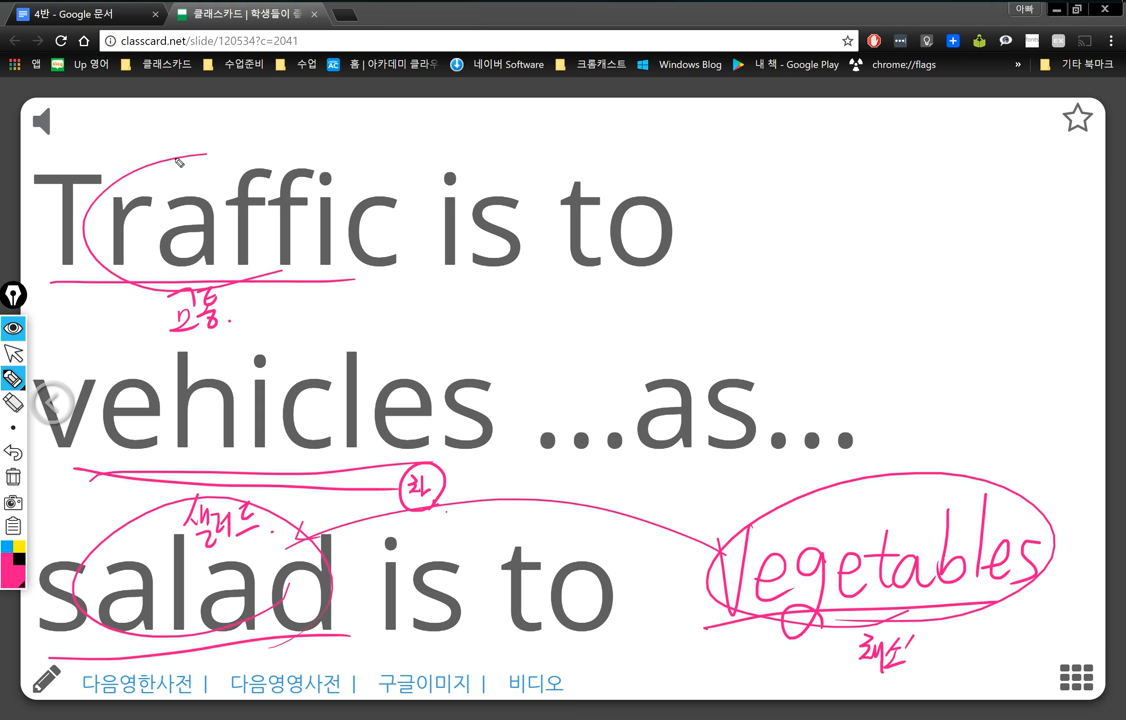 4반 - Google 문서
클래스카드 | 학생들이 좋
아빠
classcard.net/slide/120534?c=2041
앱 Up 영어 클래스카드 수업준비 수업 홈 | 아카데미 클라우 네이버 Software 크롬캐스트 Windows Blog 내 책 - Google Play chrome://flags » 기타 북마크
Traffic is to
교통.
vehicles ...as...
차
샐러드.
salad is to Vegetables
채소
다음영한사전 | 다음영영사전 | 구글이미지 | 비디오